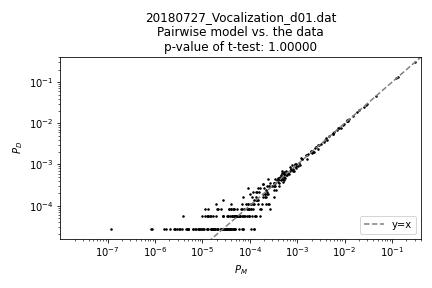 20180727_Vocalization_d01.dat
Pairwise model vs. the data
p-value of t-test: 1.00000
P_D
10^{-1}
10^{-2}
10^{-3}
10^{-4}
y=x
10^{-7} 10^{-6} 10^{-5} 10^{-4} 10^{-3} 10^{-2} 10^{-1}
P_M